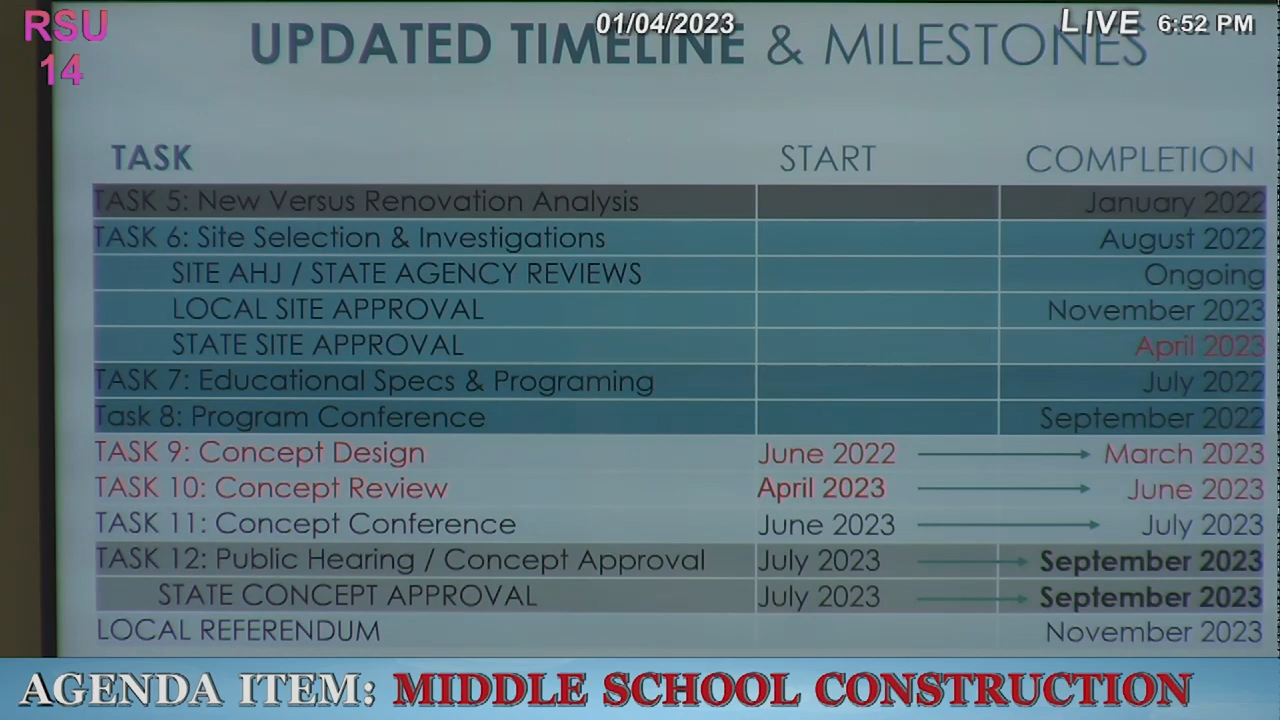 RSU
14
01/04/2023
LIVE 6:52 PM
UPDATED TIMELINE & MILESTONES
TASK START COMPLETION
TASK 5: New Versus Renovation Analysis January 2022
TASK 6: Site Selection & Investigations August 2022
SITE AHJ / STATE AGENCY REVIEWS Ongoing
LOCAL SITE APPROVAL November 2023
STATE SITE APPROVAL April 2023
TASK 7: Educational Specs & Programing July 2022
Task 8: Program Conference September 2022
TASK 9: Concept Design June 2022 March 2023
TASK 10: Concept Review April 2023 June 2023
TASK 11: Concept Conference June 2023 July 2023
TASK 12: Public Hearing / Concept Approval July 2023 September 2023
STATE CONCEPT APPROVAL July 2023 September 2023
LOCAL REFERENDUM November 2023
AGENDA ITEM: MIDDLE SCHOOL CONSTRUCTION